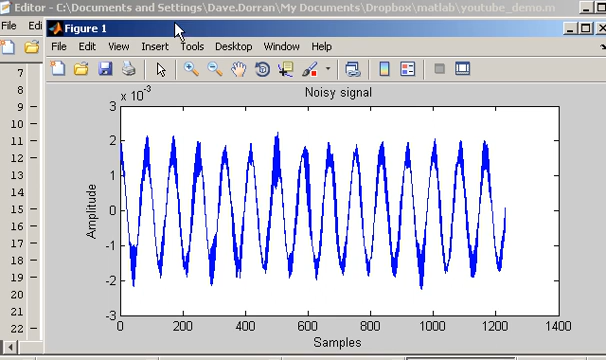 Editor - C:\Documents and Settings\Dave.Dorran\My Documents\Dropbox\matlab\youtube_demo.m
File Edi
Figure 1
File Edit View Insert Tools Desktop Window Help
7
8
9 –
10
11 –
12 –
13 –
14 –
15 –
16 –
17 –
18 –
19 –
20
21
22 –
Noisy signal
x 10^-3
3
2
1
0
-1
-2
-3
Amplitude
0 200 400 600 800 1000 1200 1400
Samples